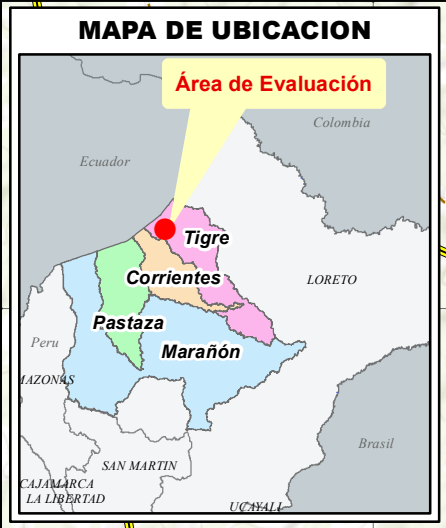 MAPA DE UBICACION
Área de Evaluación
Colombia
Ecuador
Tigre
Corrientes
LORETO
Pastaza
Peru
Marañón
MAZONAS
Brasil
SAN MARTIN
CAJAMARCA
LA LIBERTAD
UCAYALI